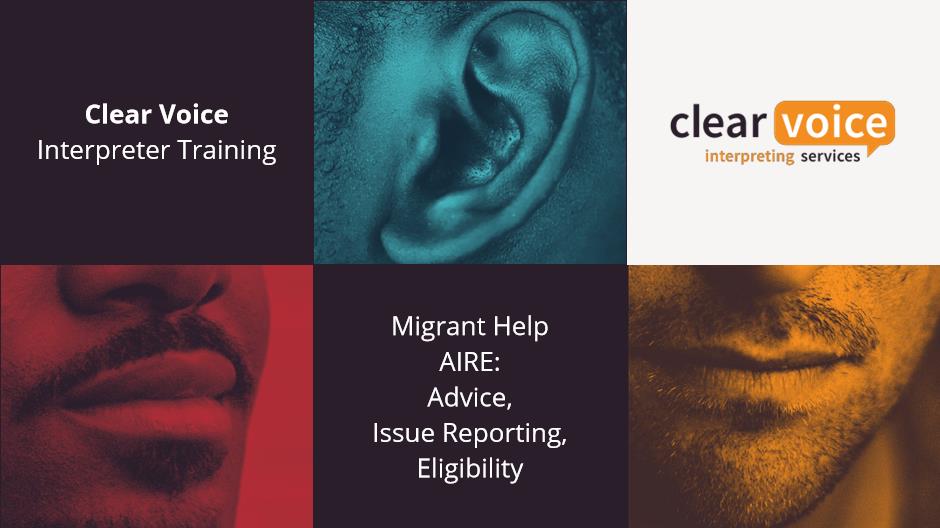 Clear Voice
Interpreter Training
clear voice
interpreting services
Migrant Help
AIRE:
Advice,
Issue Reporting,
Eligibility